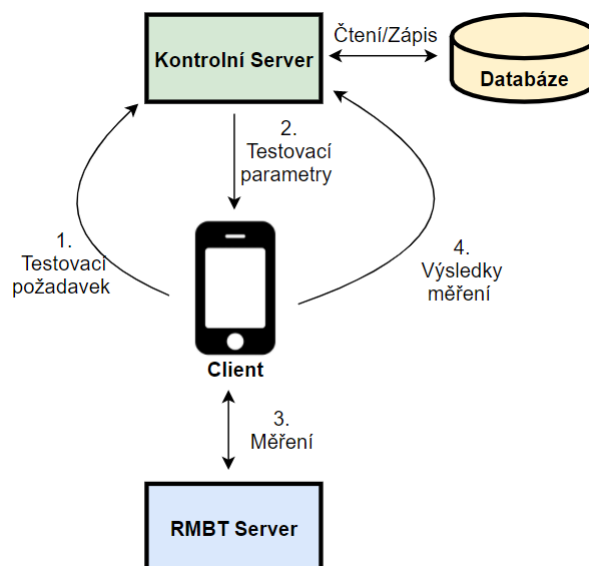 Kontrolní Server
Čtení/Zápis
Databáze
2.
Testovací
parametry
1.
Testovací
požadavek
4.
Výsledky
měření
Client
3.
Měření
RMBT Server